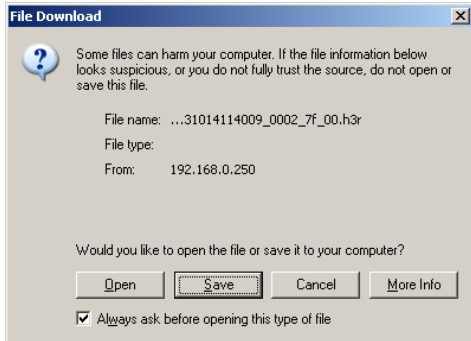 File Download
Some files can harm your computer. If the file information below
looks suspicious, or you do not fully trust the source, do not open or
save this file.
File name: ...31014114009_0002_7f_00.h3r
File type:
From: 192.168.0.250
Would you like to open the file or save it to your computer?
Open Save Cancel More Info
Always ask before opening this type of file